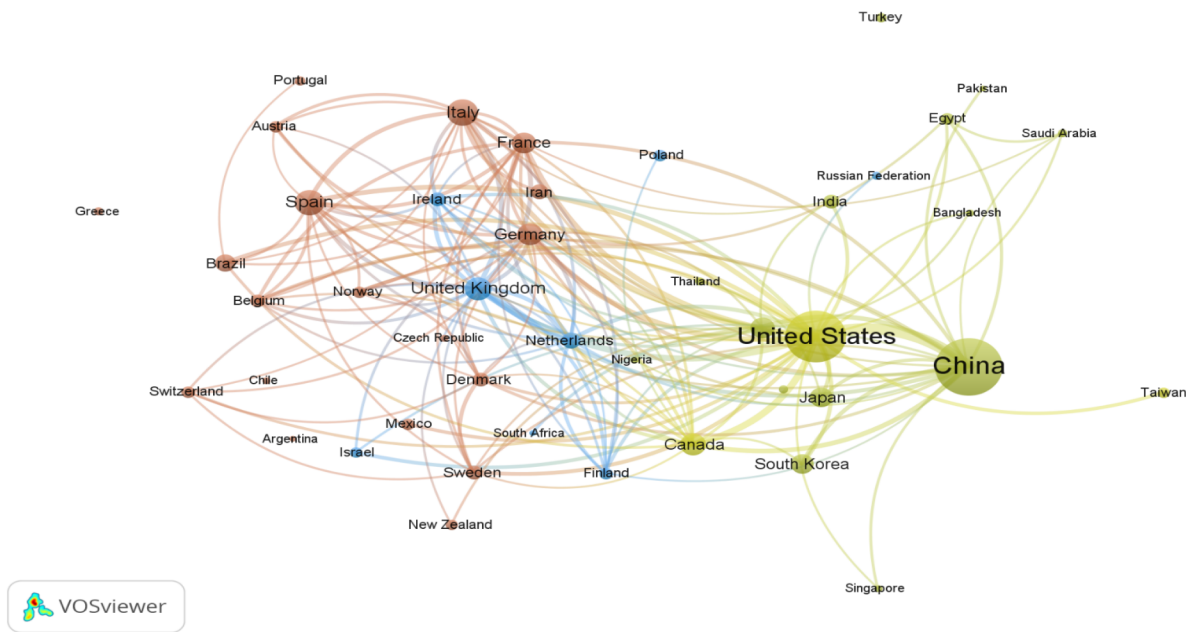 Turkey
Portugal
Pakistan
Italy
Egypt
Austria
Saudi Arabia
France
Poland
Russian Federation
Iran
Ireland
Spain
India
Greece
Bangladesh
Germany
Brazil
Thailand
United Kingdom
Norway
Belgium
United States
Czech Republic
Netherlands
Nigeria
China
Chile
Denmark
Switzerland
Taiwan
Japan
Mexico
South Africa
Argentina
Canada
Israel
South Korea
Sweden
Finland
New Zealand
Singapore
VOSviewer